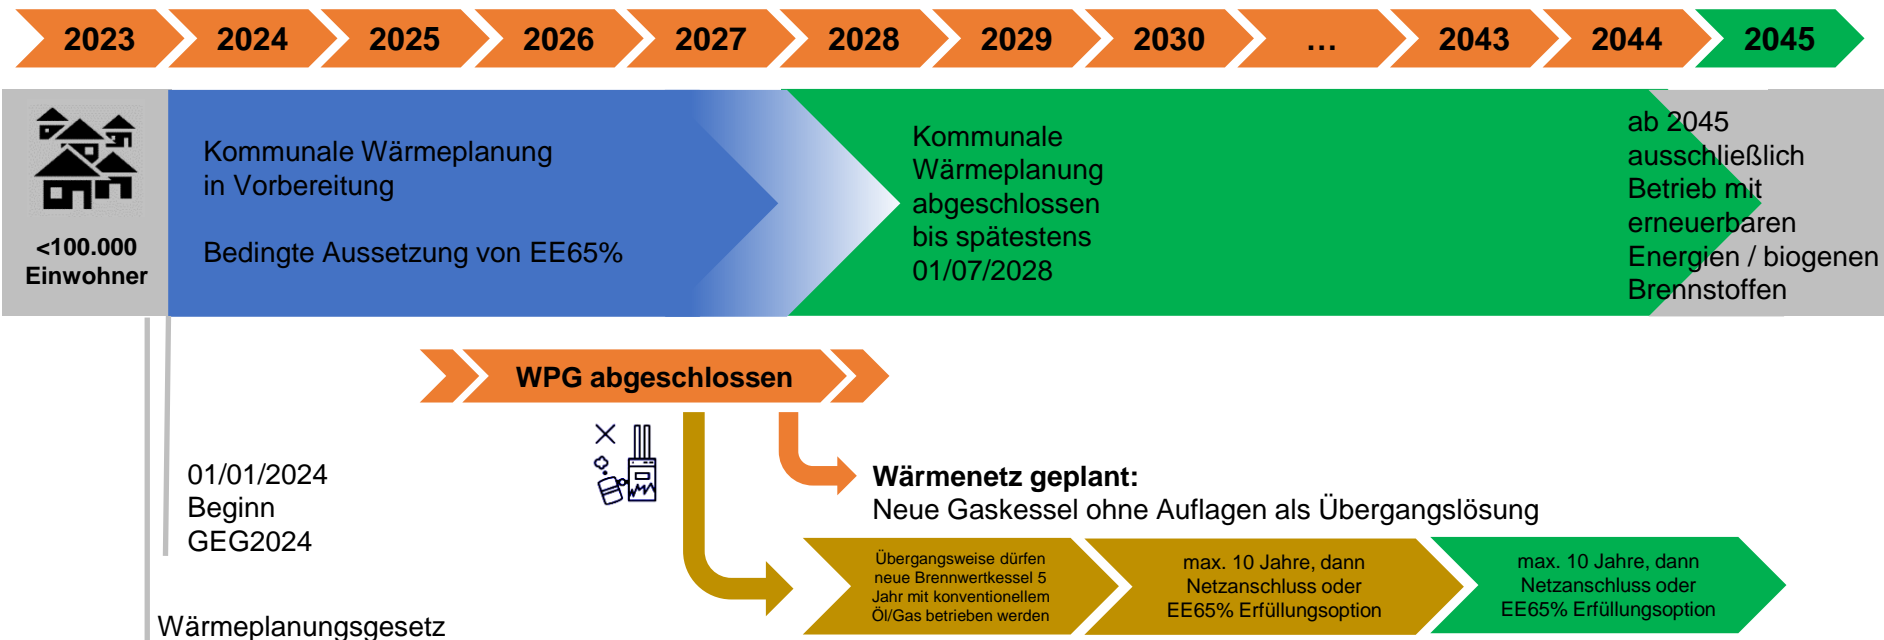 2023 2024 2025 2026 2027 2028 2029 2030 ... 2043 2044 2045
<100.000
Einwohner
Kommunale Wärmeplanung
in Vorbereitung
Bedingte Aussetzung von EE65%
Kommunale
Wärmeplanung
abgeschlossen
bis spätestens
01/07/2028
ab 2045
ausschließlich
Betrieb mit
erneuerbaren
Energien / biogenen
Brennstoffen
WPG abgeschlossen
01/01/2024
Beginn
GEG2024
Wärmenetz geplant:
Neue Gaskessel ohne Auflagen als Übergangslösung
Übergangsweise dürfen
neue Brennwertkessel 5
Jahr mit konventionellem
Öl/Gas betrieben werden
max. 10 Jahre, dann
Netzanschluss oder
EE65% Erfüllungsoption
max. 10 Jahre, dann
Netzanschluss oder
EE65% Erfüllungsoption
Wärmeplanungsgesetz